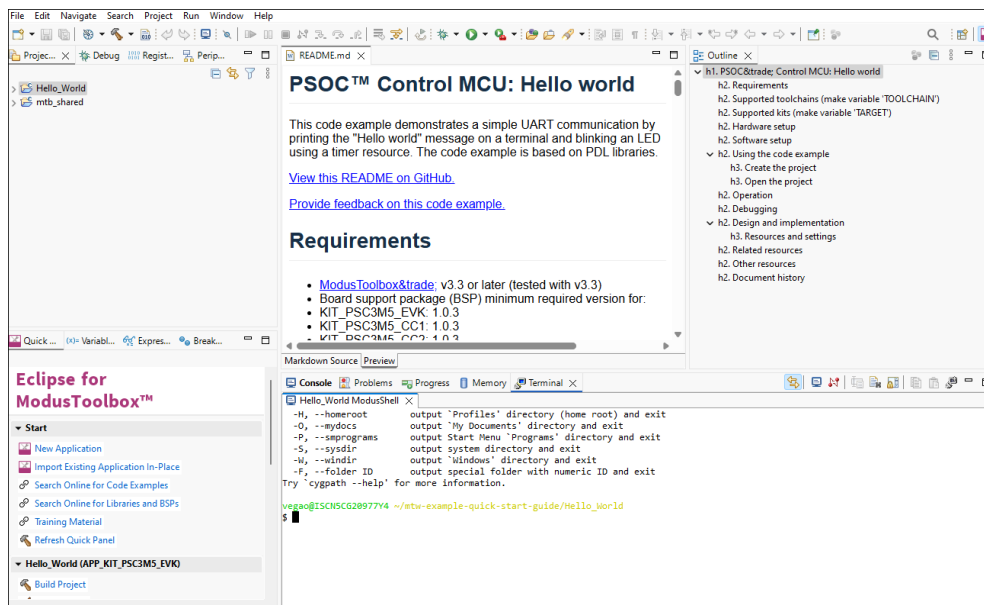 File Edit Navigate Search Project Run Window Help
Projec... Debug Regist... Perip...
Hello_World
mtb_shared
README.md
PSOC™ Control MCU: Hello world
This code example demonstrates a simple UART communication by
printing the "Hello world" message on a terminal and blinking an LED
using a timer resource. The code example is based on PDL libraries.
View this README on GitHub.
Provide feedback on this code example.
Requirements
• ModusToolbox&trade; v3.3 or later (tested with v3.3)
• Board support package (BSP) minimum required version for:
• KIT_PSC3M5_EVK: 1.0.3
• KIT_PSC3M5_CC1: 1.0.3
• KIT_PSC3M5_CC2: 1.0.3
Markdown Source Preview
Outline
h1. PSOC&trade; Control MCU: Hello world
h2. Requirements
h2. Supported toolchains (make variable 'TOOLCHAIN')
h2. Supported kits (make variable 'TARGET')
h2. Hardware setup
h2. Software setup
h2. Using the code example
h3. Create the project
h3. Open the project
h2. Operation
h2. Debugging
h2. Design and implementation
h3. Resources and settings
h2. Related resources
h2. Other resources
h2. Document history
Quick ... (x)= Variabl... Expres... Break...
Eclipse for
ModusToolbox™
Start
New Application
Import Existing Application In-Place
Search Online for Code Examples
Search Online for Libraries and BSPs
Training Material
Refresh Quick Panel
Hello_World (APP_KIT_PSC3M5_EVK)
Build Project
Console Problems Progress Memory Terminal
Hello_World ModusShell
-H, --homeroot output `Profiles' directory (home root) and exit
-O, --mydocs output `My Documents' directory and exit
-P, --smprograms output Start Menu `Programs' directory and exit
-S, --sysdir output system directory and exit
-W, --windir output `Windows' directory and exit
-F, --folder ID output special folder with numeric ID and exit
Try `cygpath --help' for more information.
vegao@ISCN5CG20977Y4 ~/mtw-example-quick-start-guide/Hello_World
$